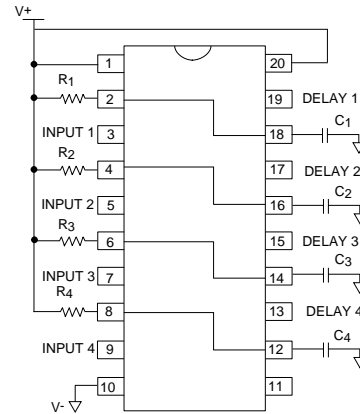 V+
1 20
R1
2 19 DELAY 1
C1
INPUT 1 3 18
R2
4 17 DELAY 2
C2
INPUT 2 5 16
R3
6 15 DELAY 3
C3
INPUT 3 7 14
R4
8 13 DELAY 4
C4
INPUT 4 9 12
10 11
V-